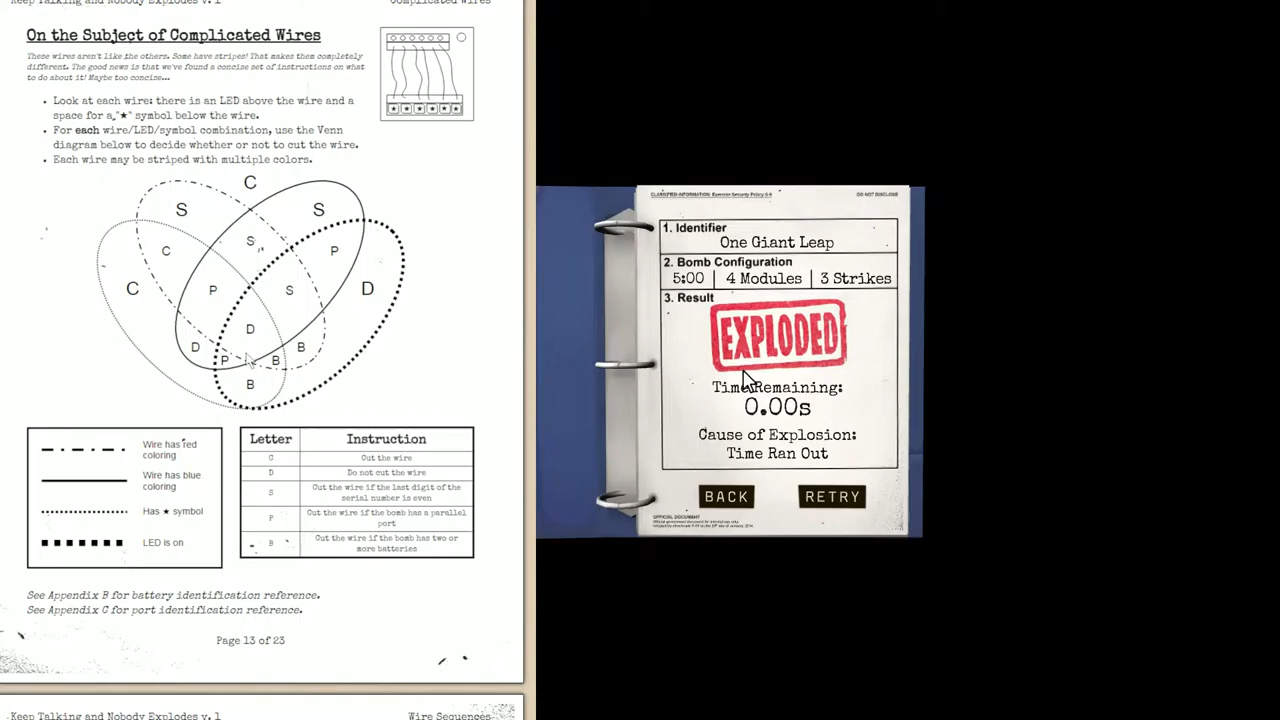 Keep Talking and Nobody Explodes v. 1
Complicated Wires
On the Subject of Complicated Wires
These wires aren't like the others. Some have stripes! That makes them completely
different. The good news is that we've found a concise set of instructions on what
to do about it! Maybe too concise...
• Look at each wire: there is an LED above the wire and a
space for a "★" symbol below the wire.
• For each wire/LED/symbol combination, use the Venn
diagram below to decide whether or not to cut the wire.
• Each wire may be striped with multiple colors.
C
S
S
S
C
P
C
P
S
D
D
D
B
P
B
B
Wire has red
coloring
Wire has blue
coloring
Has ★ symbol
LED is on
Letter Instruction
C Cut the wire
D Do not cut the wire
S Cut the wire if the last digit of the
serial number is even
P Cut the wire if the bomb has a parallel
port
B Cut the wire if the bomb has two or
more batteries
See Appendix B for battery identification reference.
See Appendix C for port identification reference.
Page 13 of 23
Keep Talking and Nobody Explodes v. 1
Wire Sequences
DO NOT DISCLOSE
1. Identifier
One Giant Leap
2. Bomb Configuration
5:00 4 Modules 3 Strikes
3. Result
EXPLODED
Time Remaining:
0.00s
Cause of Explosion:
Time Ran Out
BACK RETRY
OFFICIAL DOCUMENT